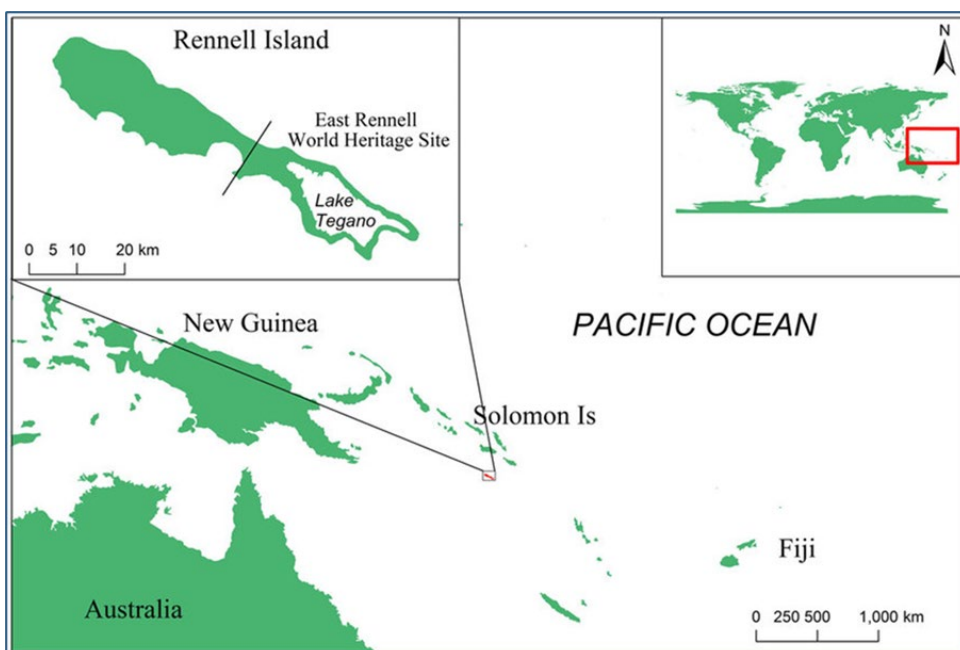 Rennell Island
East Rennell
World Heritage Site
Lake
Tegano
0 5 10 20 km
N
New Guinea
PACIFIC OCEAN
Solomon Is
Fiji
Australia
0 250 500 1,000 km